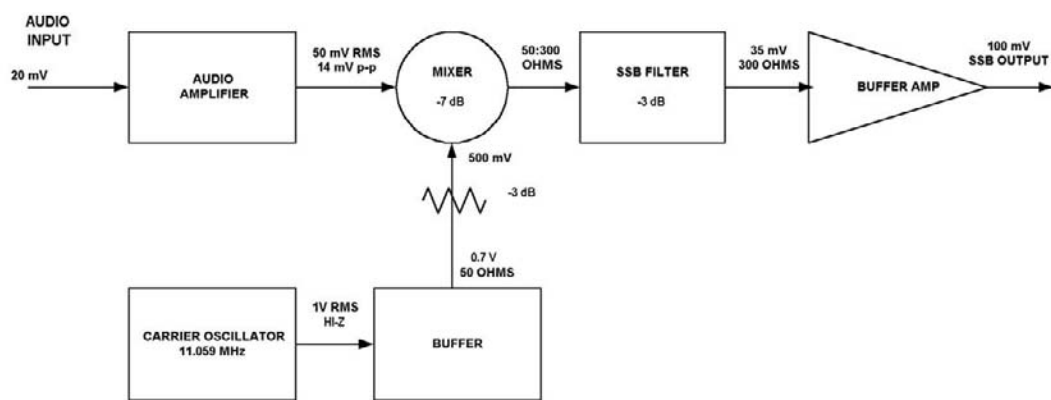 AUDIO
INPUT
20 mV
AUDIO
AMPLIFIER
50 mV RMS
14 mV p-p
MIXER
-7 dB
50:300
OHMS
SSB FILTER
-3 dB
35 mV
300 OHMS
BUFFER AMP
100 mV
SSB OUTPUT
500 mV
-3 dB
0.7 V
50 OHMS
CARRIER OSCILLATOR
11.059 MHz
1V RMS
HI-Z
BUFFER